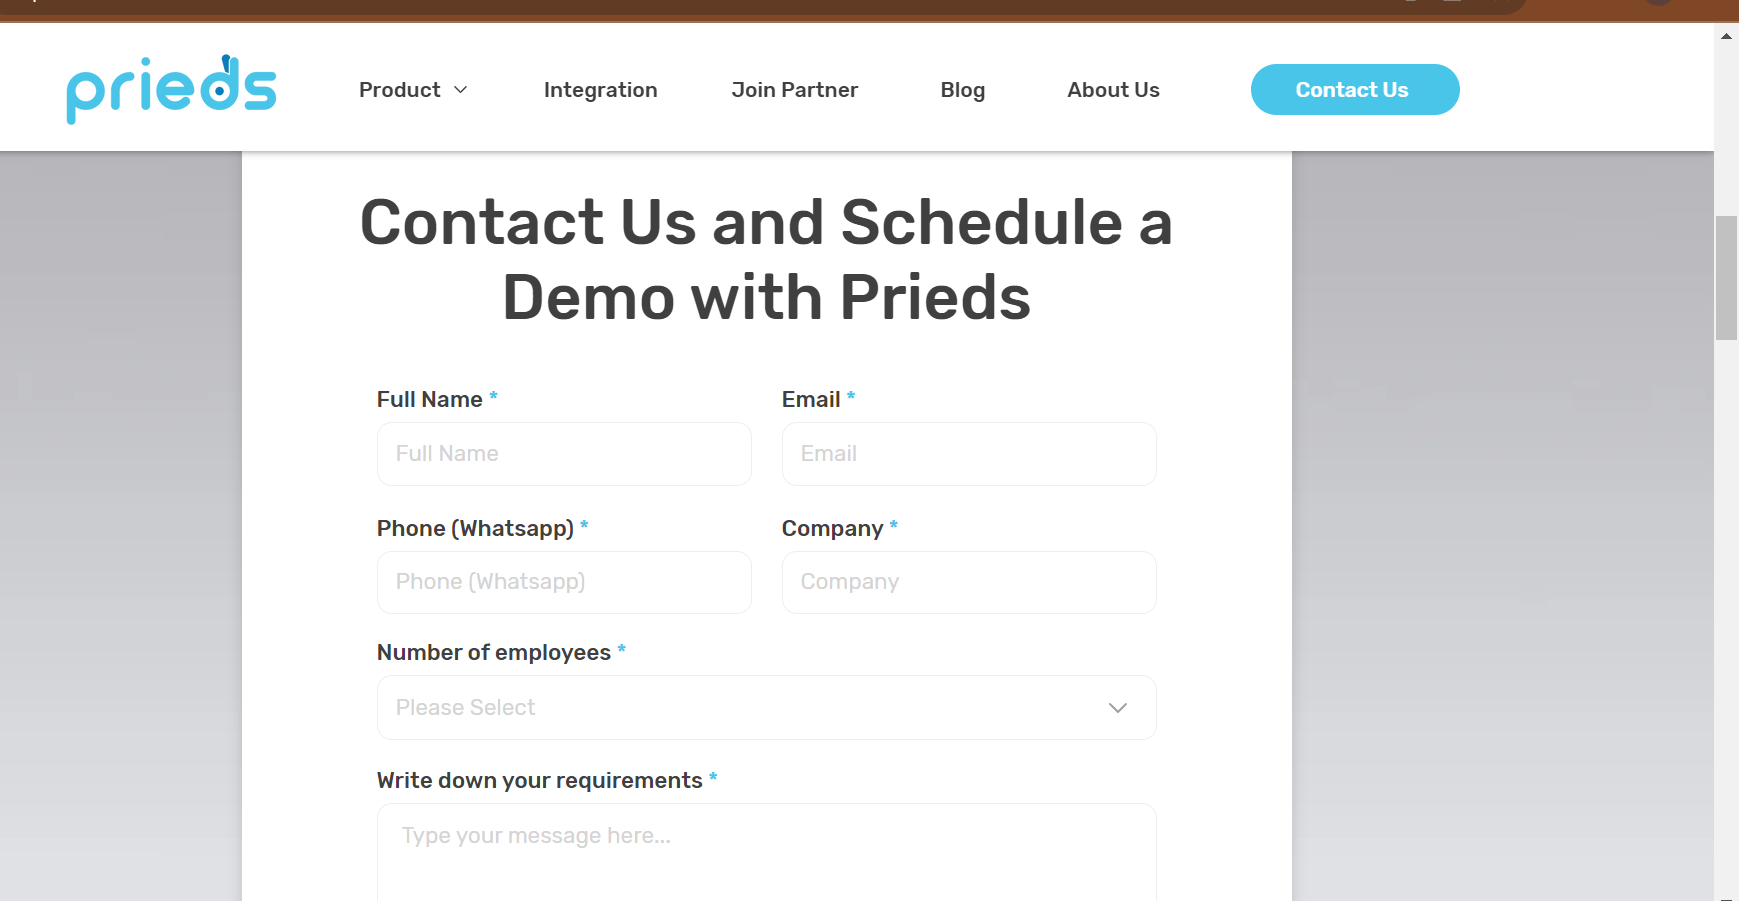 prieds
Product
Integration
Join Partner
Blog
About Us
Contact Us
Contact Us and Schedule a
Demo with Prieds
Full Name *
Email *
Full Name
Email
Phone (Whatsapp) *
Company *
Phone (Whatsapp)
Company
Number of employees *
Please Select
Write down your requirements *
Type your message here...